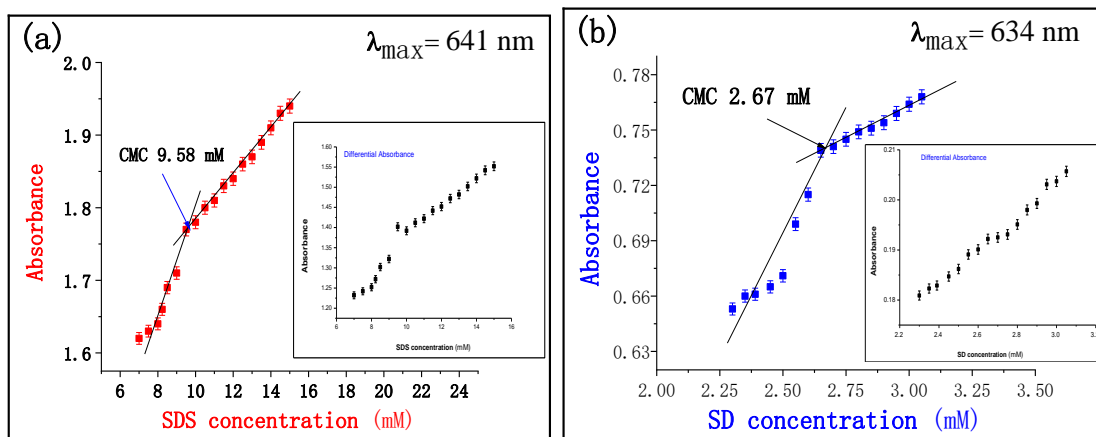 (a)
λmax= 641 nm
2.0
1.9
1.8
1.7
1.6
Absorbance
CMC 9.58 mM
6 8 10 12 14 16 18 20 22 24
SDS concentration (mM)
Differential Absorbance
1.60
1.55
1.50
1.45
1.40
1.35
1.30
1.25
1.20
Absorbance
6 8 10 12 14 16
SDS concentration (mM)
(b)
λmax= 634 nm
0.78
0.75
0.72
0.69
0.66
0.63
Absorbance
CMC 2.67 mM
2.00 2.25 2.50 2.75 3.00 3.25 3.50
SD concentration (mM)
Differential Absorbance
0.21
0.20
0.19
0.18
Absorbance
2.2 2.4 2.6 2.8 3.0 3.2
SD concentration (mM)